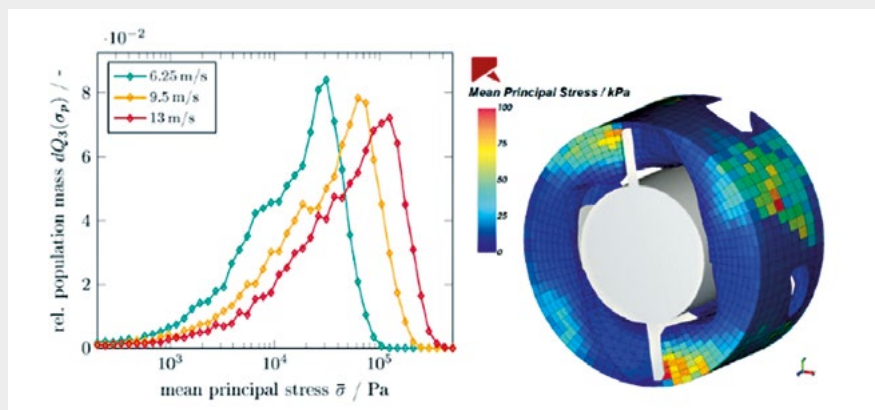 ·10⁻²
rel. population mass dQ₃(σₚ) / -
8
6
4
2
0
6.25 m/s
9.5 m/s
13 m/s
10³ 10⁴ 10⁵
mean principal stress σ̄ / Pa
Mean Principal Stress / kPa
100
75
50
25
0